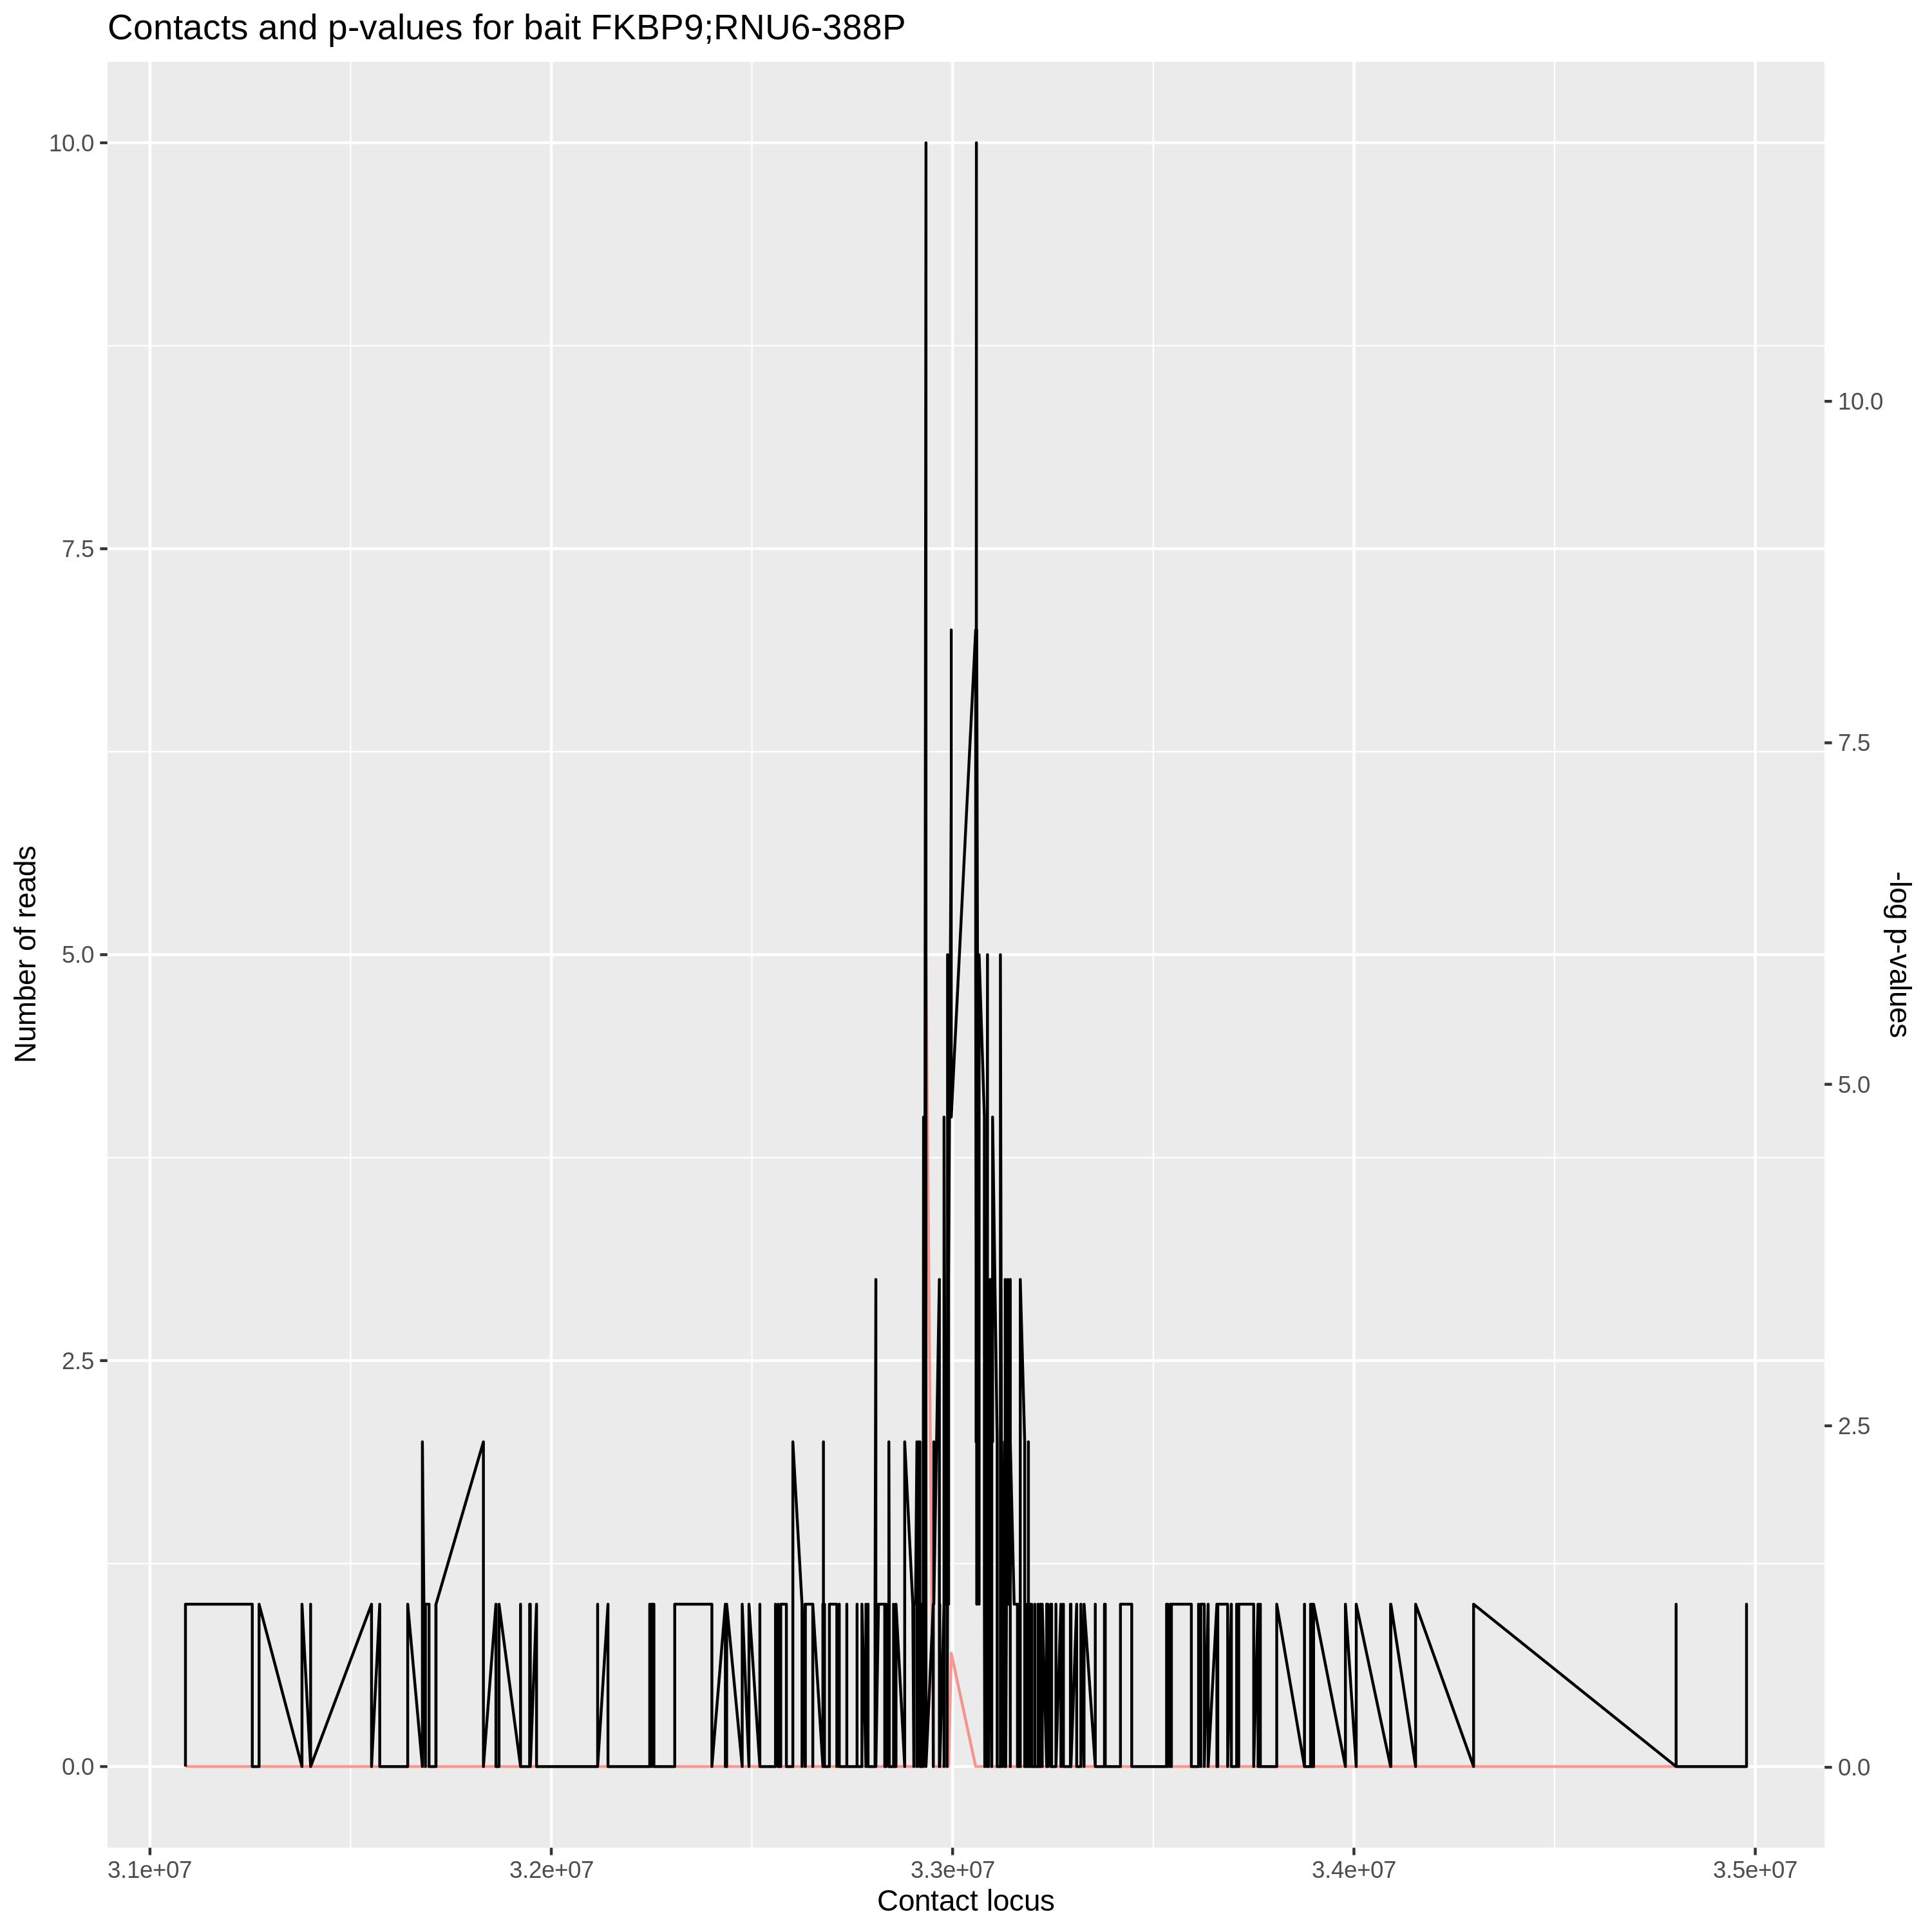 Contacts and p-values for bait FKBP9;RNU6-388P
10.0
7.5
5.0
2.5
0.0
Number of reads
10.0
7.5
5.0
2.5
0.0
-log p-values
3.1e+07
3.2e+07
3.3e+07
3.4e+07
3.5e+07
Contact locus